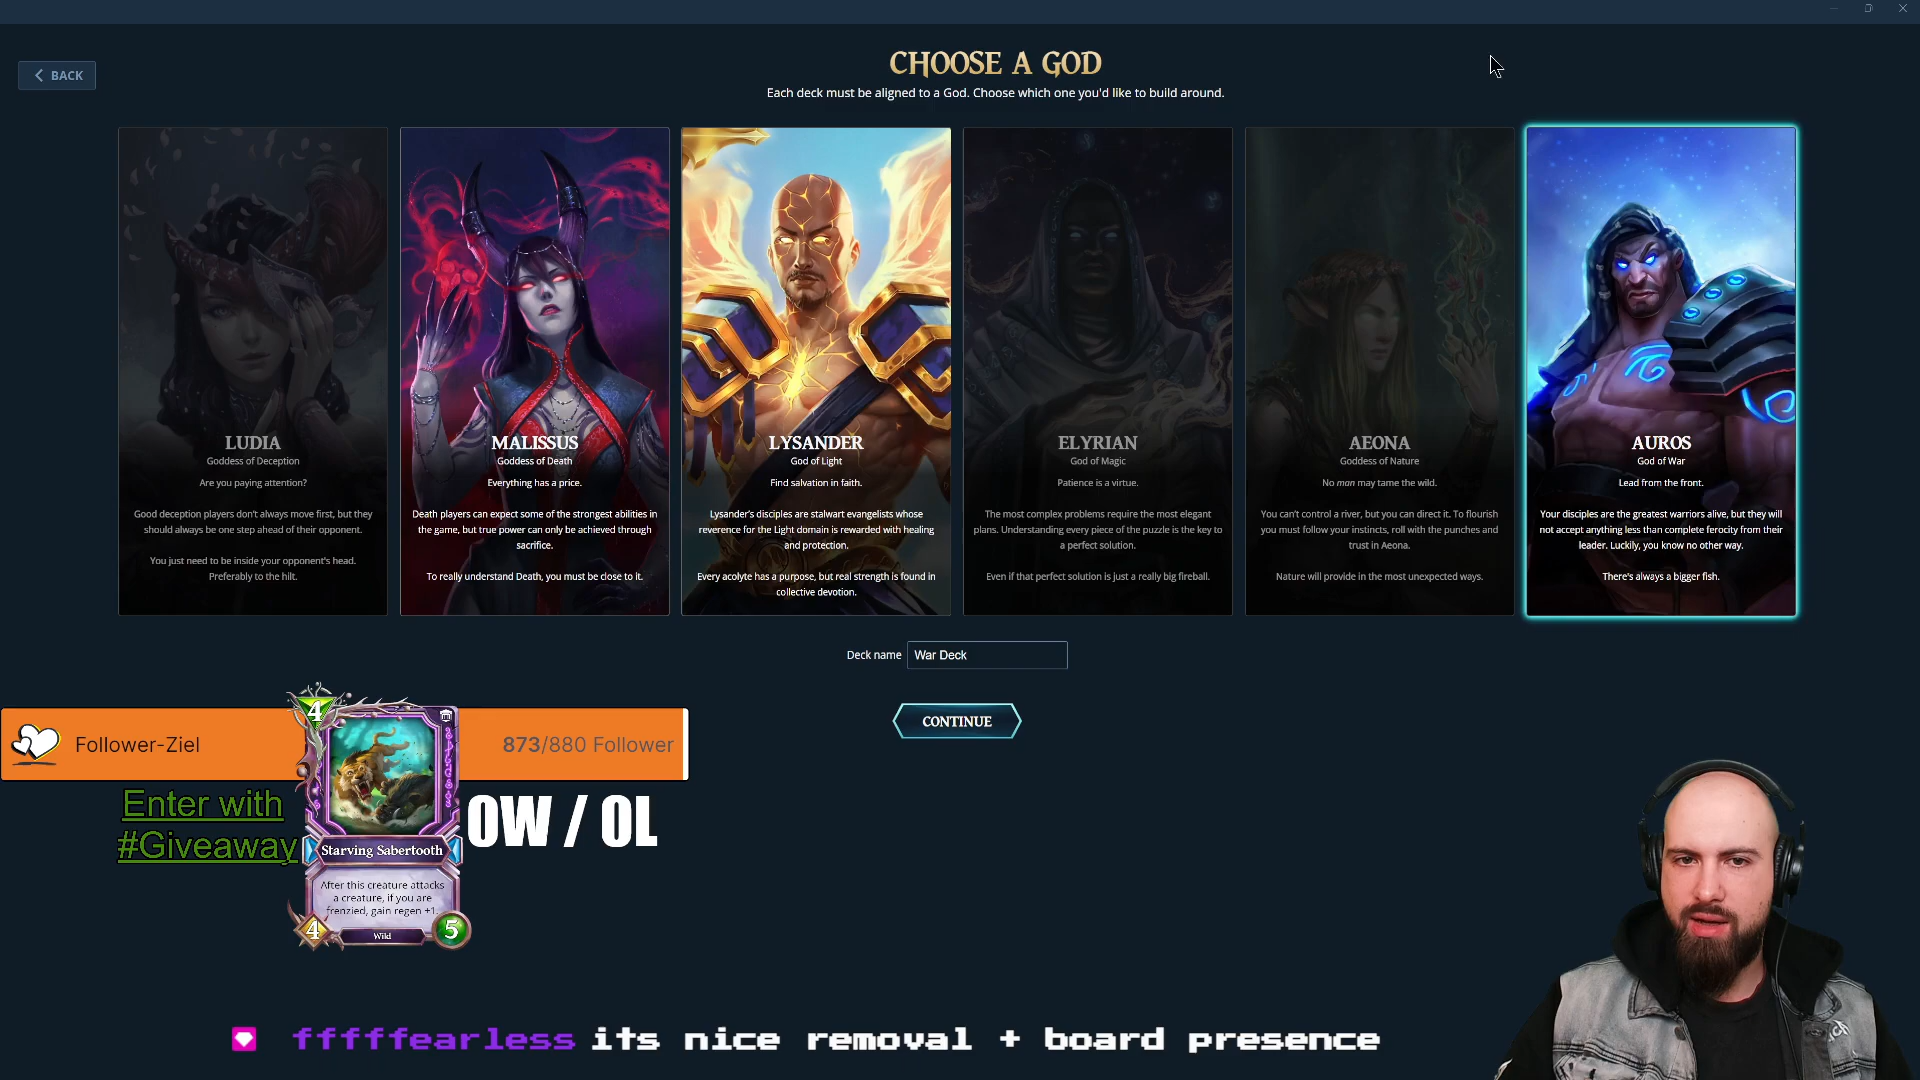 CHOOSE A GOD
Each deck must be aligned to a God. Choose which one you'd like to build around.
BACK
LUDIA
Goddess of Deception
Are you paying attention?
Good deception players don't always move first, but they
should always be one step ahead of their opponent.
You just need to be inside your opponent's head.
Preferably to the hilt.
MALISSUS
Goddess of Death
Everything has a price.
Death players can expect some of the strongest abilities in
the game, but true power can only be achieved through
sacrifice.
To really understand Death, you must be close to it.
LYSANDER
God of Light
Find salvation in faith.
Lysander's disciples are stalwart evangelists whose
reverence for the Light domain is rewarded with healing
and protection.
Every acolyte has a purpose, but real strength is found in
collective devotion.
ELYRIAN
God of Magic
Patience is a virtue.
The most complex problems require the most elegant
plans. Understanding every piece of the puzzle is the key to
a perfect solution.
Even if that perfect solution is just a really big fireball.
AEONA
Goddess of Nature
No man may tame the wild.
You can't control a river, but you can direct it. To flourish
you must follow your instincts, roll with the punches and
trust in Aeona.
Nature will provide in the most unexpected ways.
AUROS
God of War
Lead from the front.
Your disciples are the greatest warriors alive, but they will
not accept anything less than complete ferocity from their
leader. Luckily, you know no other way.
There's always a bigger fish.
Deck name War Deck
CONTINUE
Follower-Ziel
873/880 Follower
Enter with
#Giveaway
4
Starving Sabertooth
After this creature attacks
a creature, if you are
frenzied, gain regen +1.
4
Wild
5
0W / 0L
fffffearless its nice removal + board presence